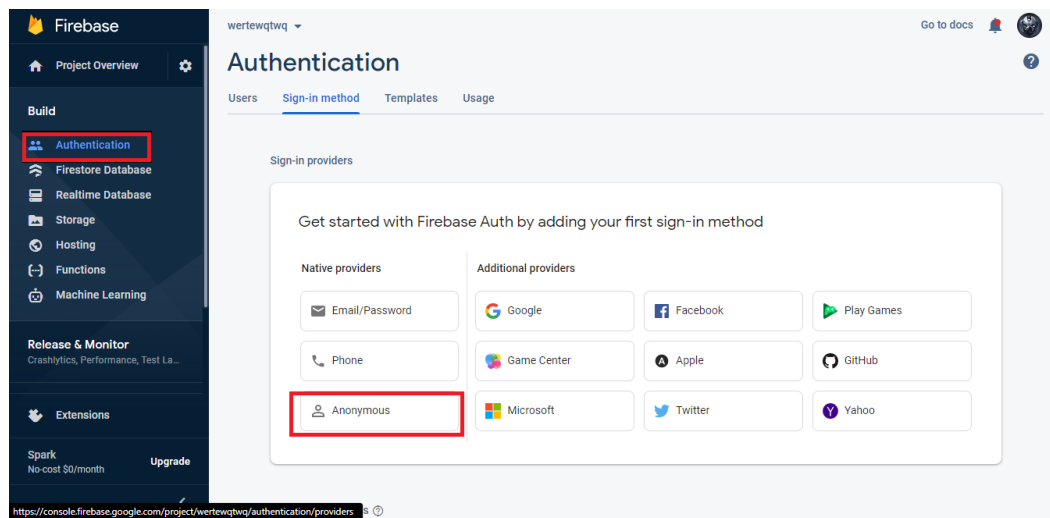 Firebase
wertewqtwq
Go to docs
Project Overview
Authentication
Users
Sign-in method
Templates
Usage
Build
Authentication
Firestore Database
Realtime Database
Storage
Hosting
Functions
Machine Learning
Release & Monitor
Crashlytics, Performance, Test La...
Extensions
Spark
No-cost $0/month
Upgrade
Sign-in providers
Get started with Firebase Auth by adding your first sign-in method
Native providers
Additional providers
Email/Password
Google
Facebook
Play Games
Phone
Game Center
Apple
GitHub
Anonymous
Microsoft
Twitter
Yahoo
https://console.firebase.google.com/project/wertewqtwq/authentication/providers